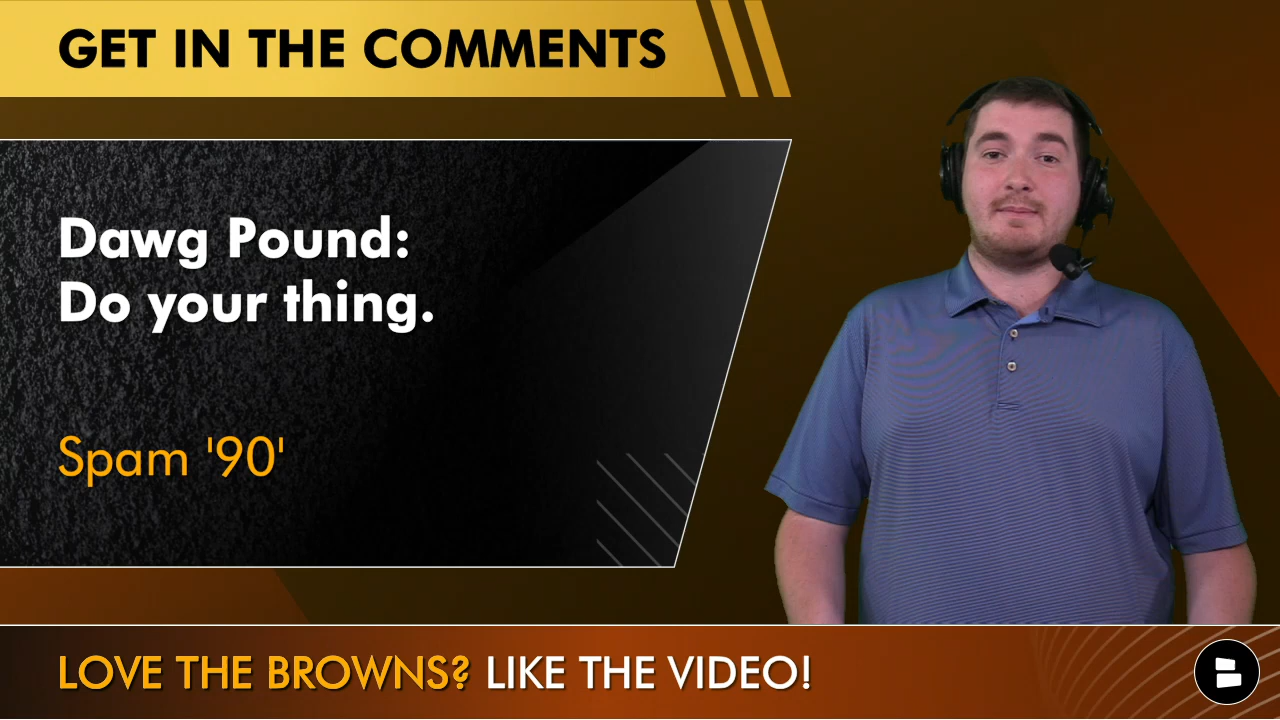 GET IN THE COMMENTS
Dawg Pound:
Do your thing.
Spam '90'
LOVE THE BROWNS? LIKE THE VIDEO!